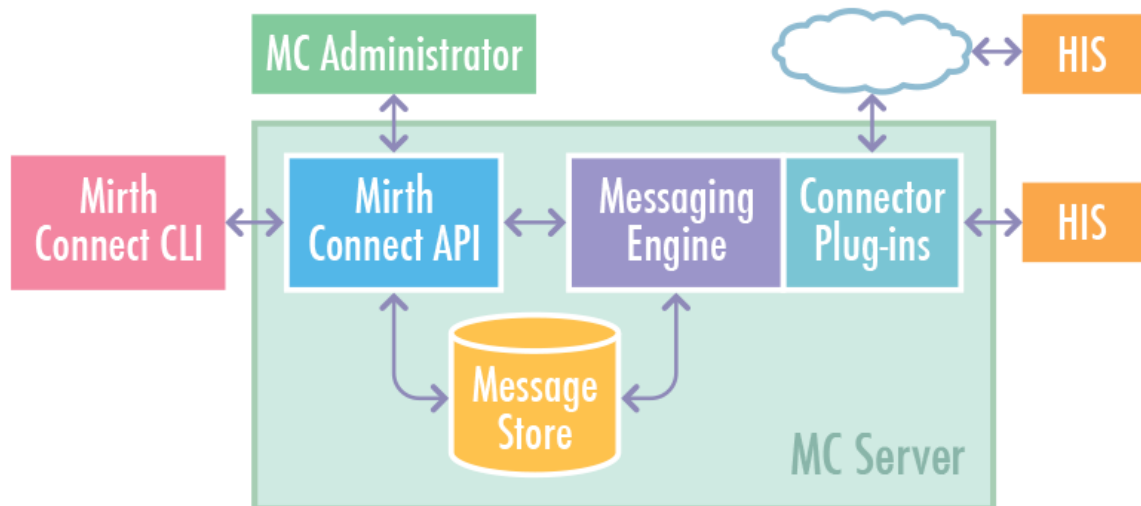 MC Administrator
HIS
Mirth
Connect CLI
Mirth
Connect API
Messaging
Engine
Connector
Plug-ins
HIS
Message
Store
MC Server